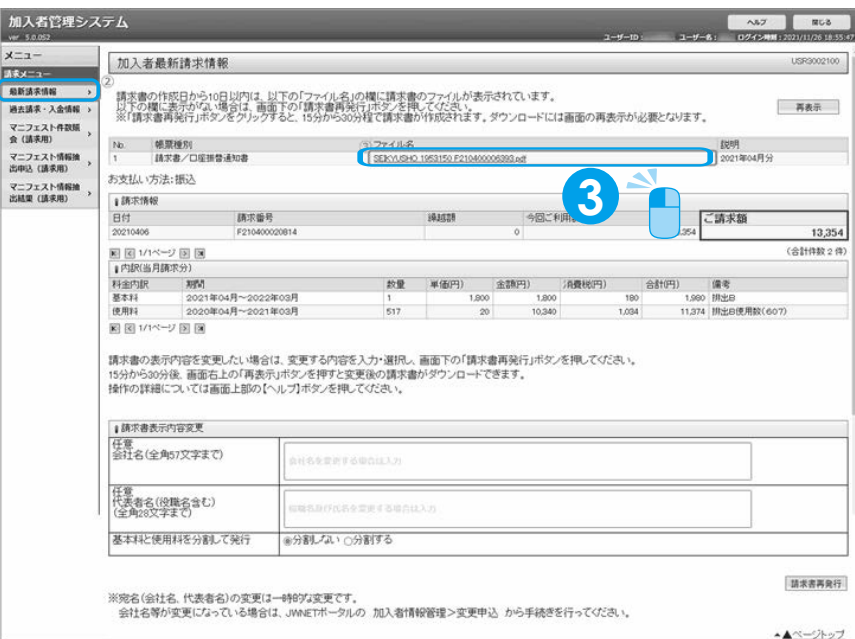 加入者管理システム
ver 5.0.052
ヘルプ
閉じる
ユーザーID:
ユーザー名:
ログイン時間:2021/11/26 18:55:47
メニュー
請求メニュー
最新請求情報 >
過去請求・入金情報 >
マニフェスト件数照会(請求用) >
マニフェスト情報抽出申込(請求用) >
マニフェスト情報抽出結果(請求用) >
加入者最新請求情報
USR3002100
②
請求書の作成日から10日以内は、以下の「ファイル名」の欄に請求書のファイルが表示されています。
以下の欄に表示がない場合は、画面下の「請求書再発行」ボタンを押してください。
※「請求書再発行」ボタンをクリックすると、15分から30分程で請求書が作成されます。ダウンロードには画面の再表示が必要となります。
再表示
No. 帳票種別 ③ファイル名 説明
1 請求書/口座振替通知書 SEIKYUSHO_1953150_F210400006393.pdf 2021年04月分
③
お支払い方法:振込
請求情報
日付 請求番号 繰越額 今回ご利用 ご請求額
20210406 F210400020814 0 ,354 13,354
1/1ページ
(合計件数 2 件)
内訳(当月請求分)
料金内訳 期間 数量 単価(円) 金額(円) 消費税(円) 合計(円) 備考
基本料 2021年04月~2022年03月 1 1,800 1,800 180 1,980 排出B
使用料 2020年04月~2021年03月 517 20 10,340 1,034 11,374 排出B使用数(607)
1/1ページ
請求書の表示内容を変更したい場合は、変更する内容を入力・選択し、画面下の「請求書再発行」ボタンを押してください。
15分から30分後、画面右上の「再表示」ボタンを押すと変更後の請求書がダウンロードできます。
操作の詳細については画面上部の【ヘルプ】ボタンを押してください。
請求書表示内容変更
任意
会社名(全角57文字まで)
会社名を変更する場合は入力
任意
代表者名(役職名含む)
(全角28文字まで)
役職名及び氏名を変更する場合は入力
基本料と使用料を分割して発行 分割しない 分割する
請求書再発行
※宛名(会社名、代表者名)の変更は一時的な変更です。
会社名等が変更になっている場合は、JWNETポータルの 加入者情報管理>変更申込 から手続きを行ってください。
▲ページトップ